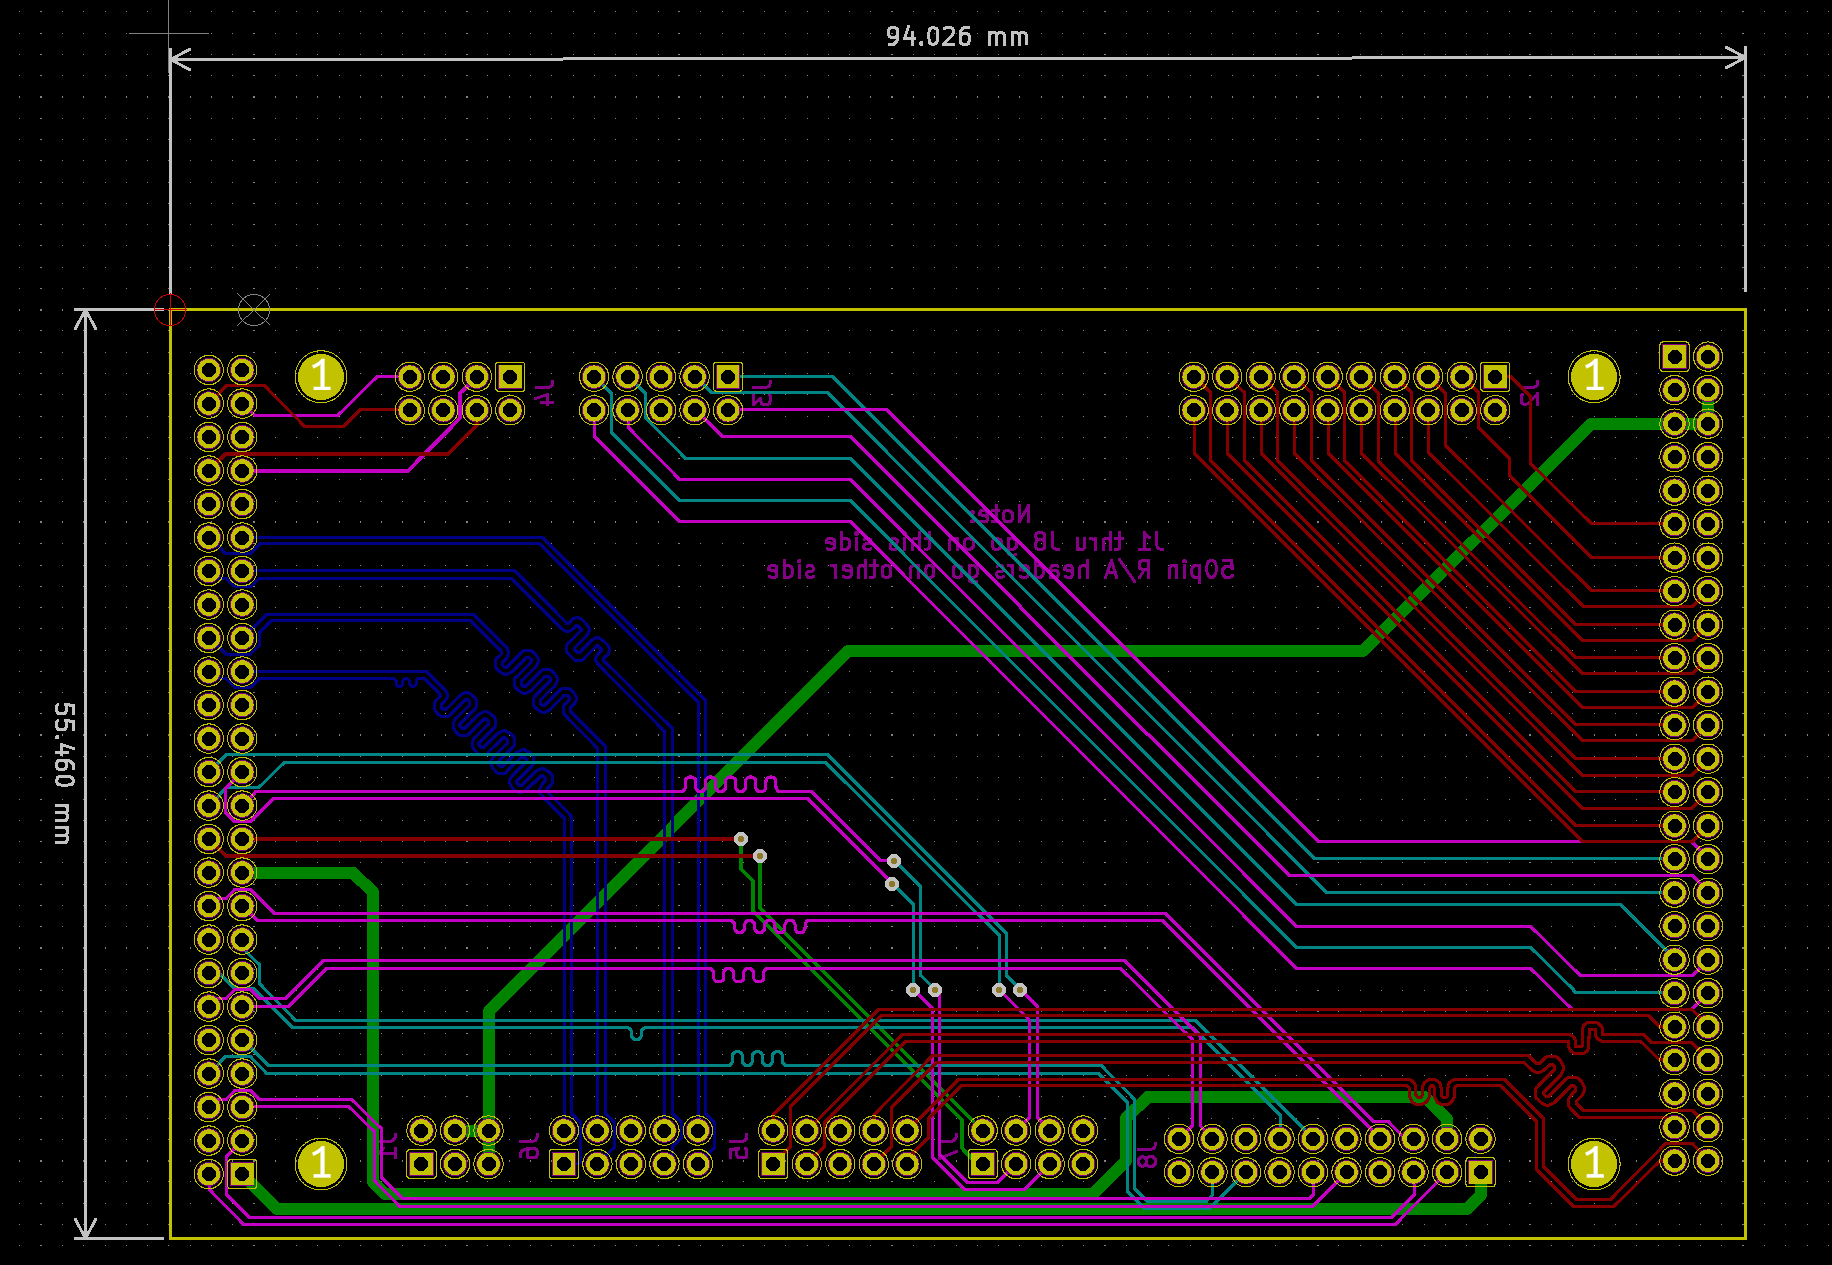 94.026 mm
1
1
J4
J3
J2
Note:
J1 thru J8 go on this side
50pin R/A headers go on other side
55.460 mm
J1
J6
J5
J7
J8
1
1